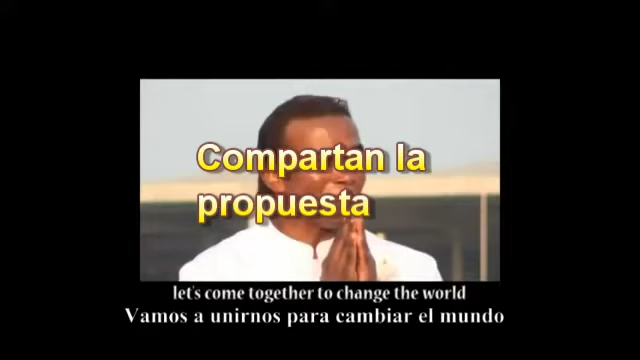 Compartan la
propuesta
let's come together to change the world
Vamos a unirnos para cambiar el mundo